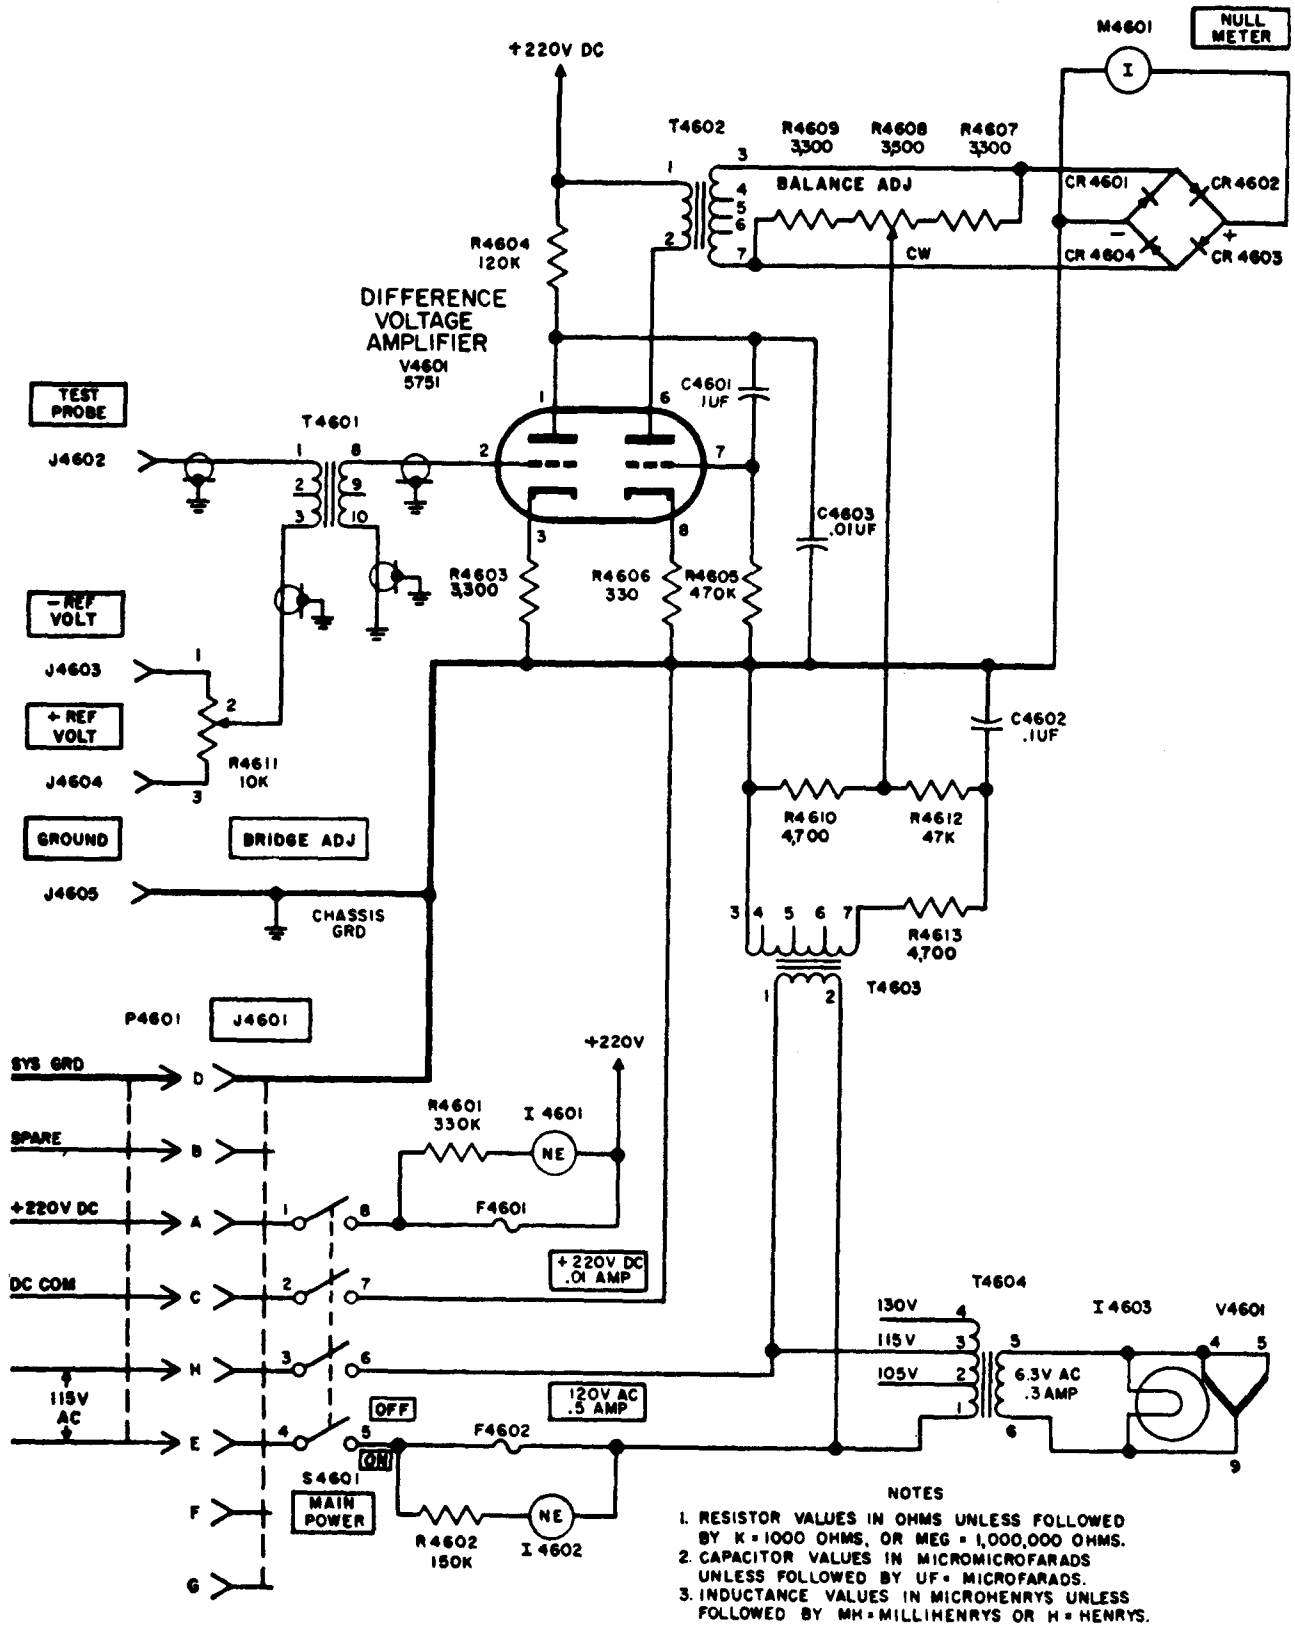 M4601
NULL
METER
I
+220V DC
T4602
R4609
3,300
R4608
3,500
R4607
3,300
1
3
4
5
6
2
7
BALANCE ADJ
CW
CR4601
CR4602
−
+
CR4604
CR4603
R4604
120K
DIFFERENCE
VOLTAGE
AMPLIFIER
V4601
5751
C4601
.1UF
1
6
2
7
3
8
TEST
PROBE
J4602
T4601
1
2
3
8
9
10
C4603
.01UF
R4603
3,300
R4606
330
R4605
470K
− REF
VOLT
J4603
1
2
+ REF
VOLT
J4604
3
R4611
10K
C4602
.1UF
R4610
4,700
R4612
47K
GROUND
BRIDGE ADJ
J4605
CHASSIS
GRD
3 4 5 6 7
R4613
4,700
1
2
T4603
P4601
J4601
+220V
SYS GRD
D
R4601
330K
I 4601
NE
SPARE
B
+220V DC
A
1
8
F4601
+220V DC
.01 AMP
DC COM
C
2
7
T4604
I 4603
V4601
130V
4
115V
3
105V
2
1
5
6
6.3V AC
.3 AMP
4
5
9
H
3
6
115V
AC
120V AC
.5 AMP
OFF
E
4
5
ON
F4602
S4601
MAIN
POWER
F
R4602
150K
NE
I 4602
G
NOTES
1. RESISTOR VALUES IN OHMS UNLESS FOLLOWED
BY K = 1000 OHMS, OR MEG = 1,000,000 OHMS.
2. CAPACITOR VALUES IN MICROMICROFARADS
UNLESS FOLLOWED BY UF = MICROFARADS.
3. INDUCTANCE VALUES IN MICROHENRYS UNLESS
FOLLOWED BY MH = MILLIHENRYS OR H = HENRYS.